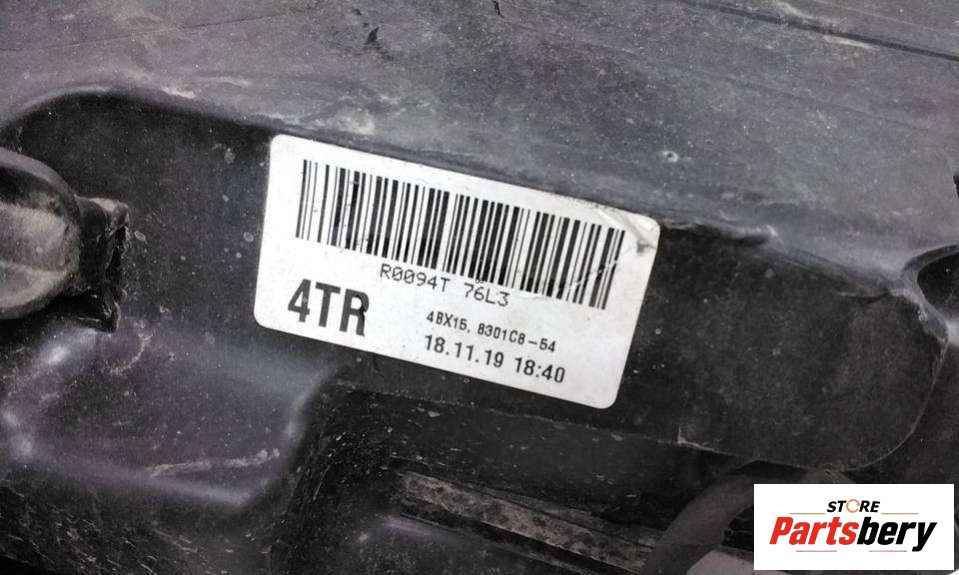 R0094T 76L3
4TR
4BX15, 8301C8-54
18.11.19 18:40
STORE
Partsbery